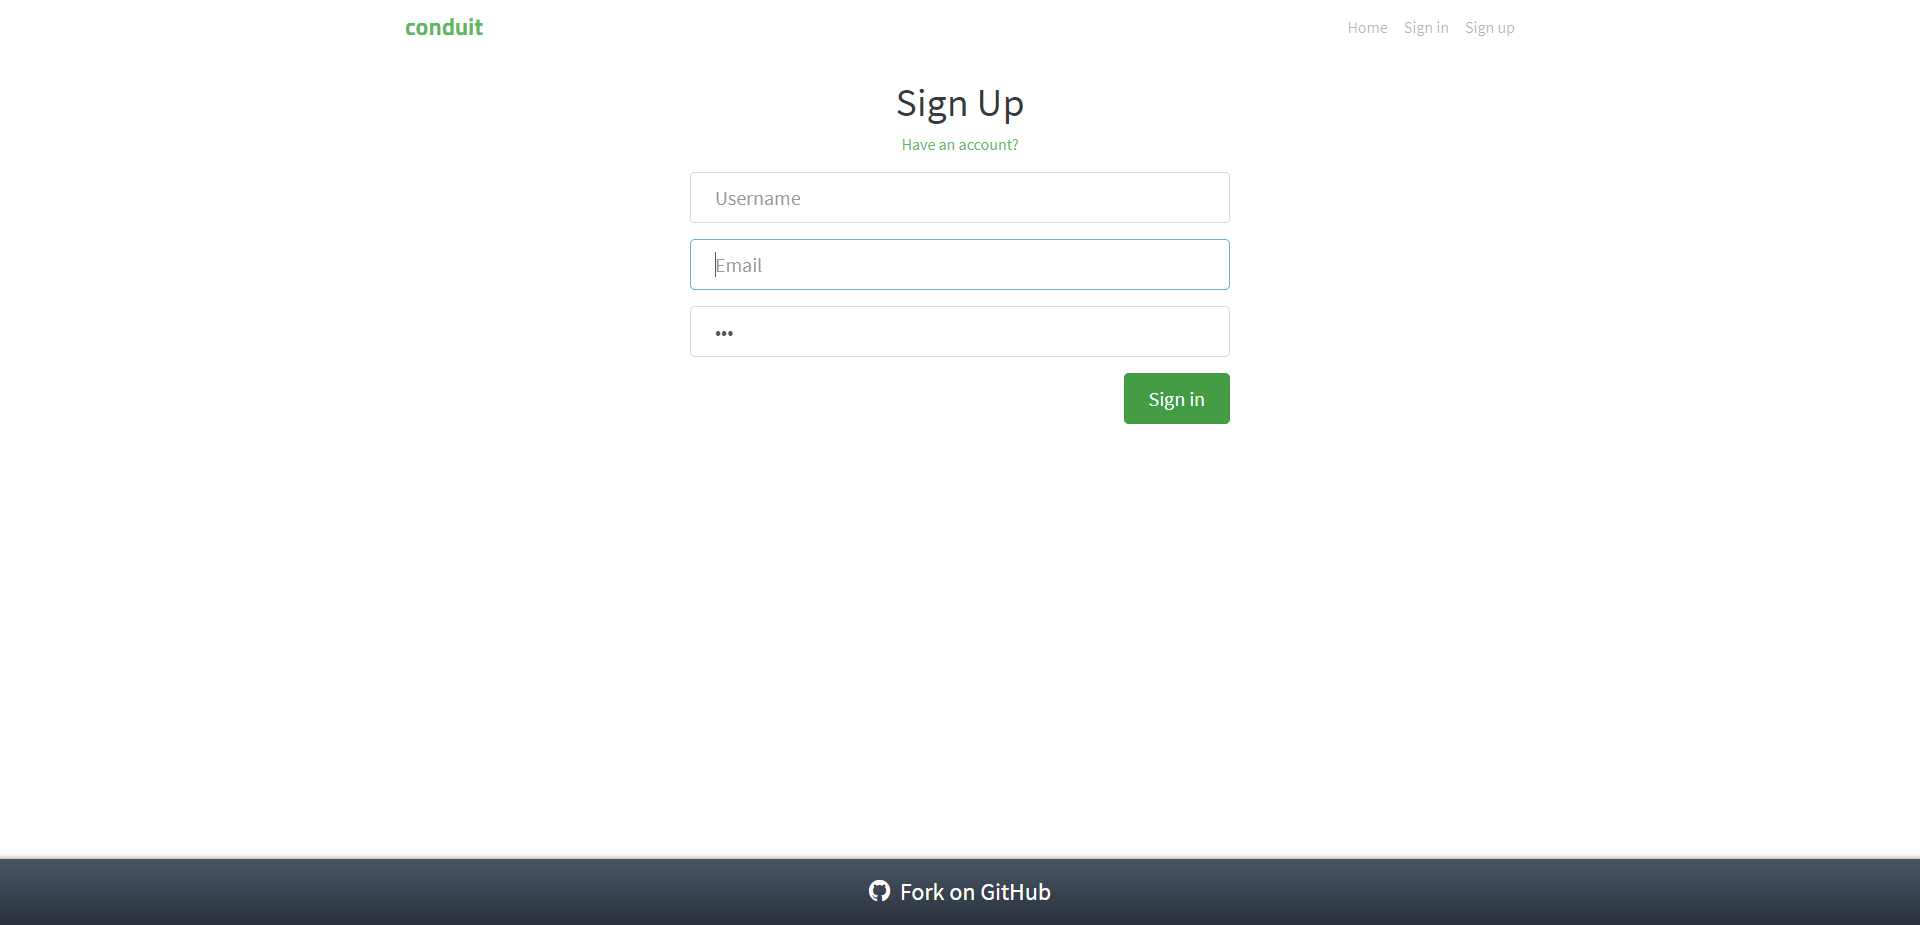 conduit
Home Sign in Sign up
Sign Up
Have an account?
Username
Email
•••
Sign in
Fork on GitHub